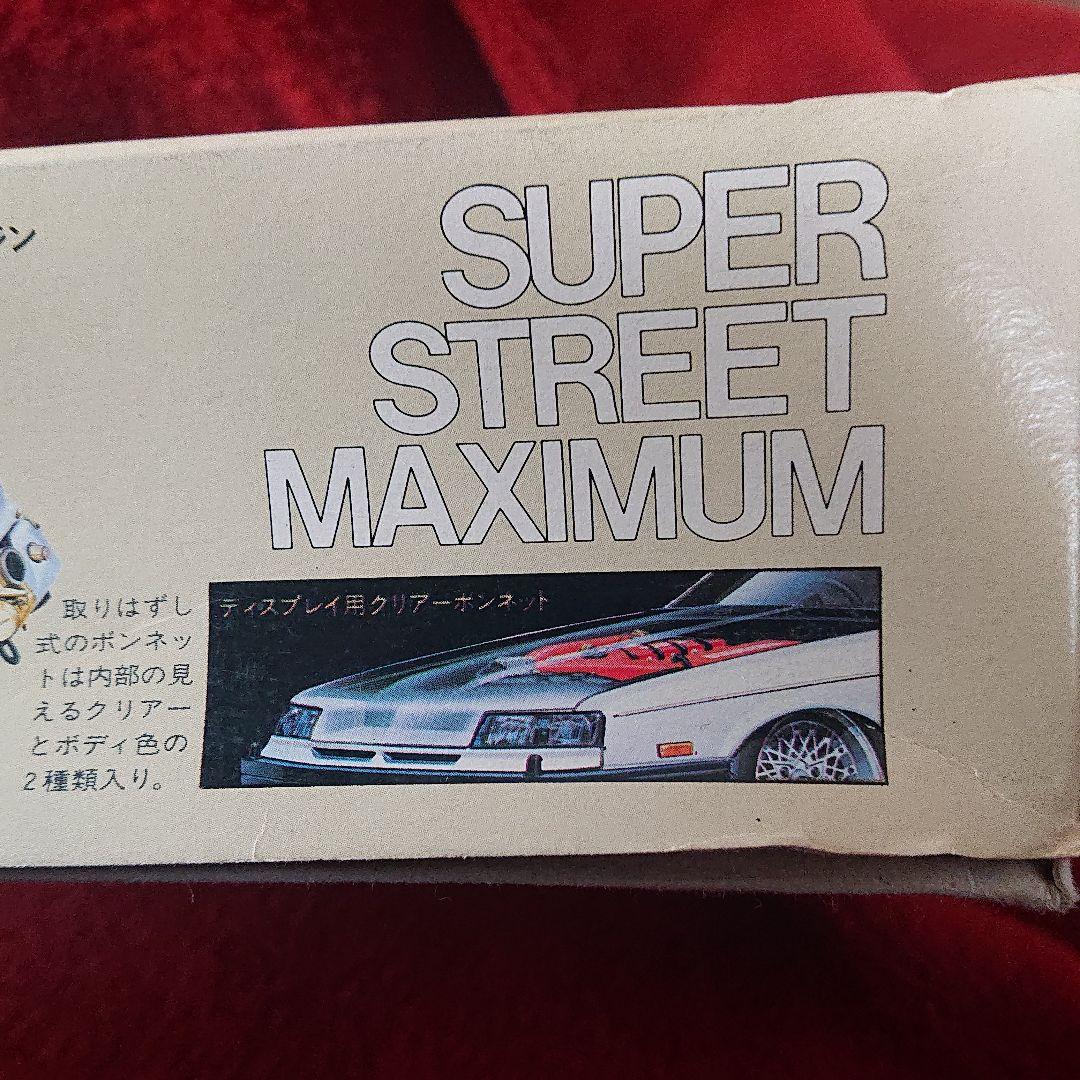 SUPER
STREET
MAXIMUM
ディスプレイ用クリアーボンネット
取りはずし
式のボンネッ
トは内部の見
えるクリアー
とボディ色の
2種類入り。